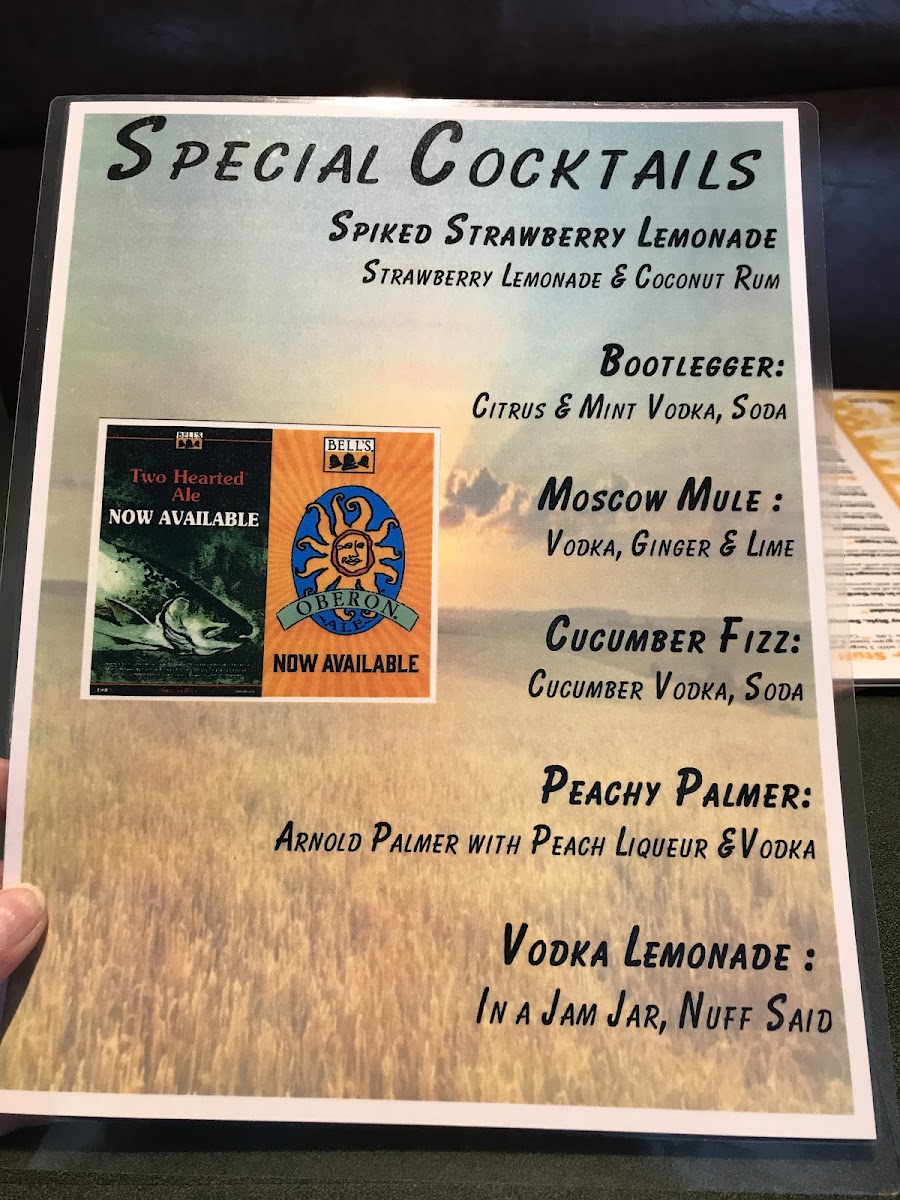 SPECIAL COCKTAILS
SPIKED STRAWBERRY LEMONADE
STRAWBERRY LEMONADE & COCONUT RUM
BOOTLEGGER:
CITRUS & MINT VODKA, SODA
MOSCOW MULE :
VODKA, GINGER & LIME
CUCUMBER FIZZ:
CUCUMBER VODKA, SODA
PEACHY PALMER:
ARNOLD PALMER WITH PEACH LIQUEUR &VODKA
VODKA LEMONADE :
IN A JAM JAR, NUFF SAID
BELL'S
Two Hearted
Ale
NOW AVAILABLE
BELL'S
OBERON
ALE
NOW AVAILABLE